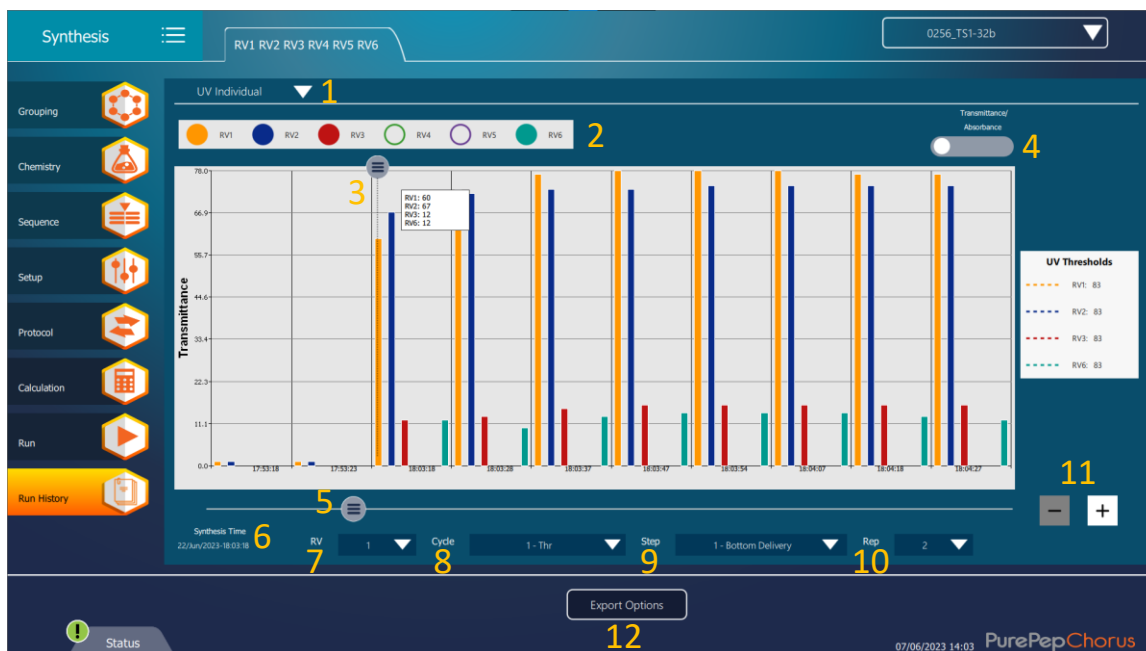 Synthesis
RV1 RV2 RV3 RV4 RV5 RV6
0256_TS1-32b
Grouping
Chemistry
Sequence
Setup
Protocol
Calculation
Run
Run History
UV Individual
1
RV1
RV2
RV3
RV4
RV5
RV6
2
Transmittance/
Absorbance
4
3
RV1: 60
RV2: 67
RV3: 12
RV6: 12
Transmittance
78.0
66.9
55.7
44.6
33.4
22.3
11.1
0.0
17:53:18
17:53:23
18:03:18
18:03:28
18:03:37
18:03:47
18:03:54
18:04:07
18:04:18
18:04:27
UV Thresholds
RV1: 83
RV2: 83
RV3: 83
RV6: 83
5
11
− +
Synthesis Time
22/Jun/2023-18:03:18
6
RV 1
7
Cycle 1 - Thr
8
Step 1 - Bottom Delivery
9
Rep 2
10
Export Options
12
!
Status
07/06/2023 14:03
PurePepChorus